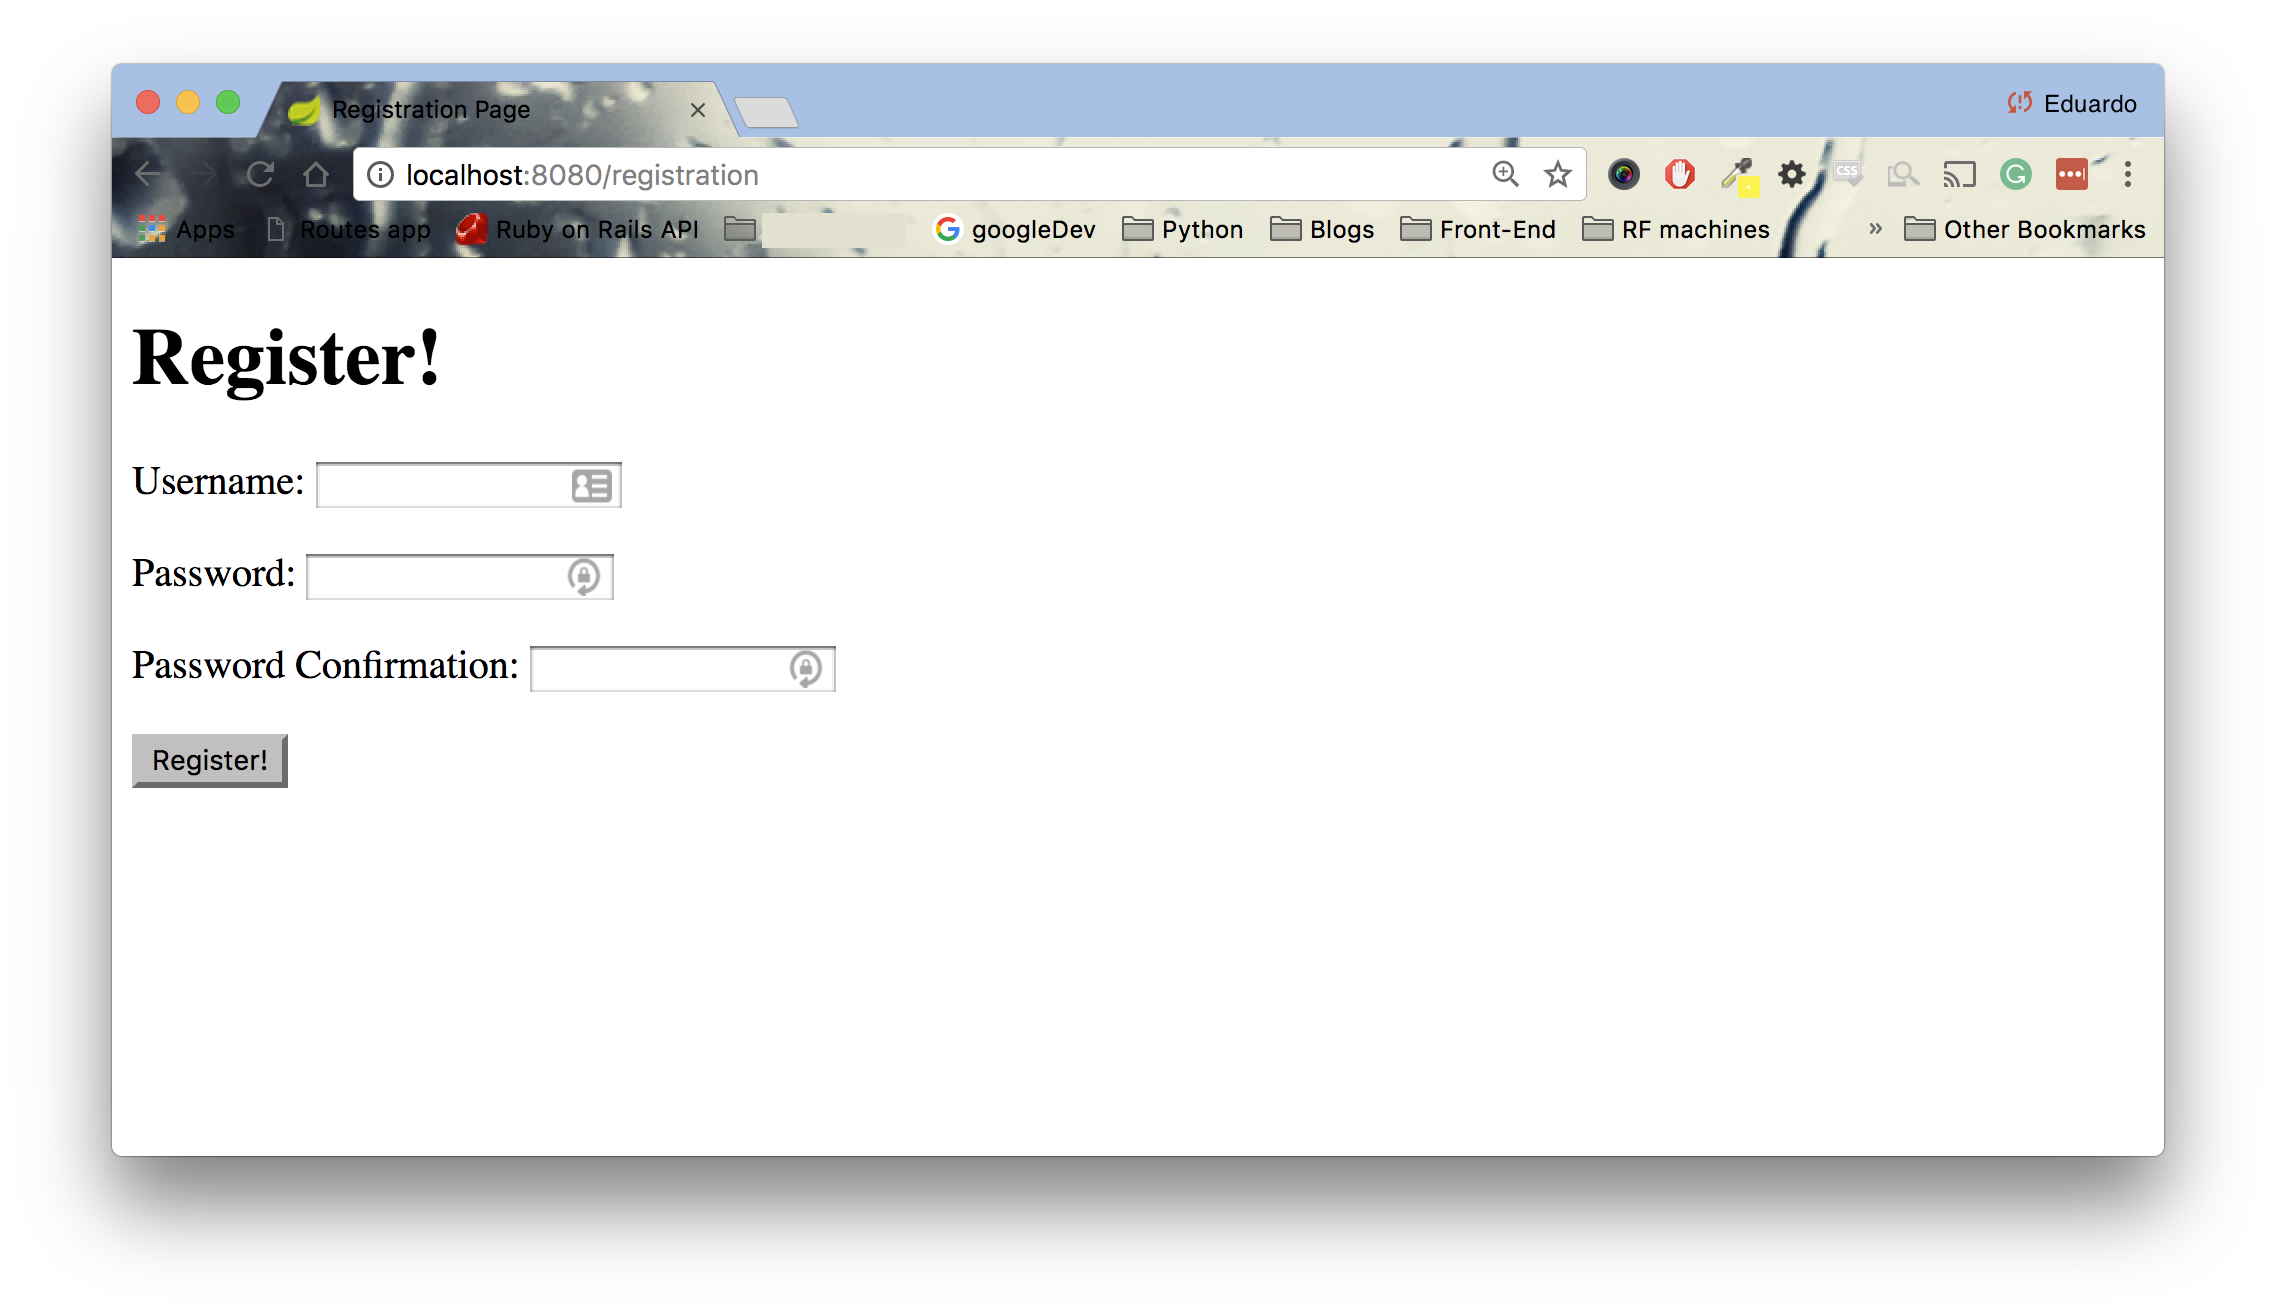 Registration Page
Eduardo
localhost:8080/registration
Apps Routes app Ruby on Rails API googleDev Python Blogs Front-End RF machines » Other Bookmarks
Register!
Username:
Password:
Password Confirmation:
Register!